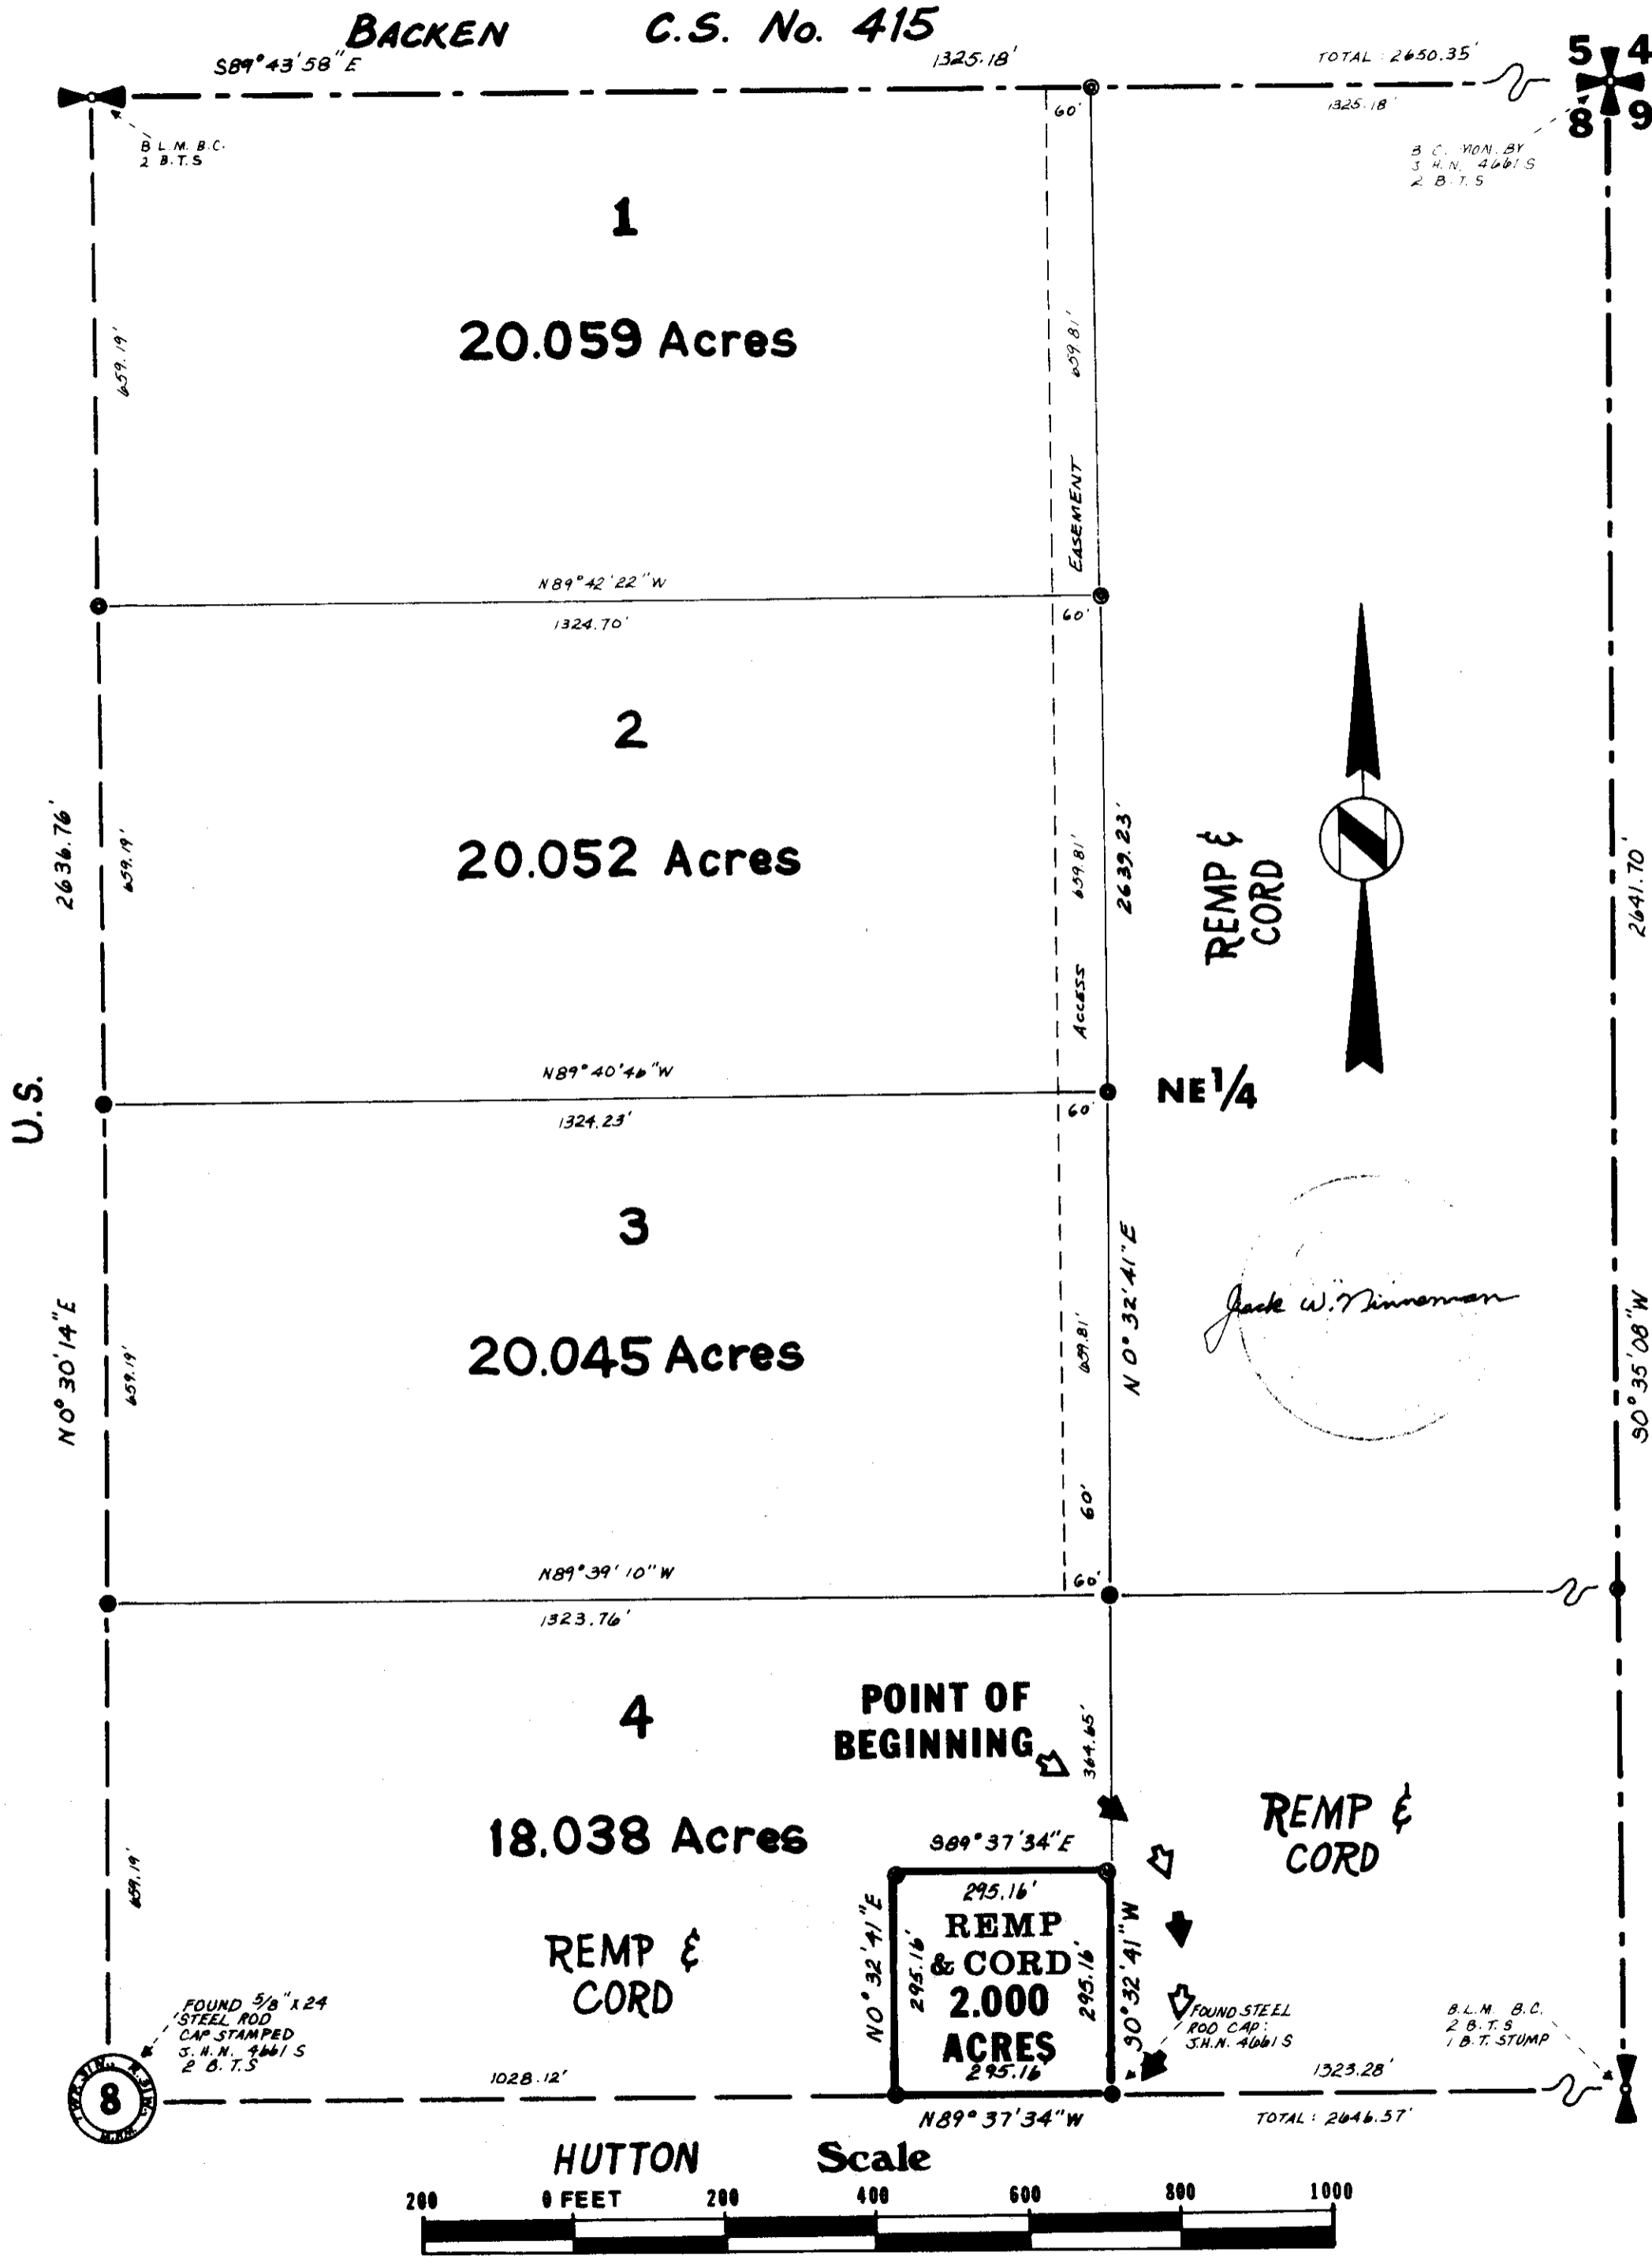 BACKEN C.S. No. 415
S89°43'58"E
1325.18'
TOTAL: 2650.35'
1325.18'
5 4
8 9
B.L.M. B.C.
2 B.T.S
60'
B.C. MON. BY
J.H.N. 4661 S
2 B.T.S
1
20.059 Acres
659.19'
659.81'
EASEMENT
N89°42'22"W
1324.70'
60'
2
20.052 Acres
2636.76'
659.19'
659.81'
2639.23'
ACCESS
REMP &
CORD
2641.70'
U.S.
N89°40'46"W
1324.23'
60'
NE 1/4
3
20.045 Acres
N0°30'14"E
659.19'
659.81'
N 0°32'41"E
60'
Jack W. Ninneman
S0°35'08"W
N89°39'10"W
1323.76'
60'
4
18.038 Acres
659.19'
POINT OF
BEGINNING
364.65'
S89°37'34"E
295.16'
N0°32'41"E
295.16'
REMP
& CORD
2.000
ACRES
295.16'
295.16'
S0°32'41"W
REMP &
CORD
REMP &
CORD
FOUND 5/8" X 24
STEEL ROD
CAP STAMPED
J.H.N. 4661 S
2 B.T.S
FOUND STEEL
ROD CAP:
J.H.N. 4661 S
B.L.M. B.C.
2 B.T.S
1 B.T. STUMP
8
1028.12'
N89°37'34"W
1323.28'
TOTAL: 2646.57'
HUTTON
Scale
200 0 FEET 200 400 600 800 1000